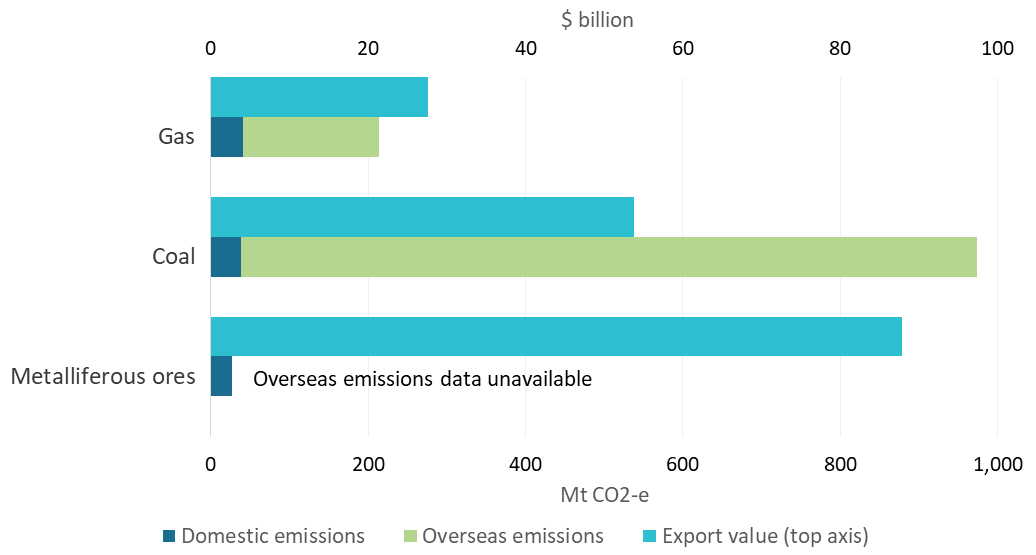 $ billion
0 20 40 60 80 100
Gas
Coal
Metalliferous ores
Overseas emissions data unavailable
0 200 400 600 800 1,000
Mt CO2-e
Domestic emissions Overseas emissions Export value (top axis)